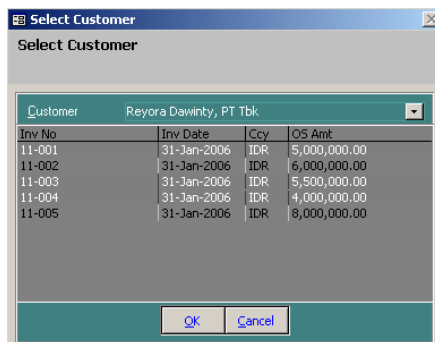 Select Customer
Select Customer
Customer Reyora Dawinty, PT Tbk
Inv No Inv Date Ccy OS Amt
11-001 31-Jan-2006 IDR 5,000,000.00
11-002 31-Jan-2006 IDR 6,000,000.00
11-003 31-Jan-2006 IDR 5,500,000.00
11-004 31-Jan-2006 IDR 4,000,000.00
11-005 31-Jan-2006 IDR 8,000,000.00
OK Cancel